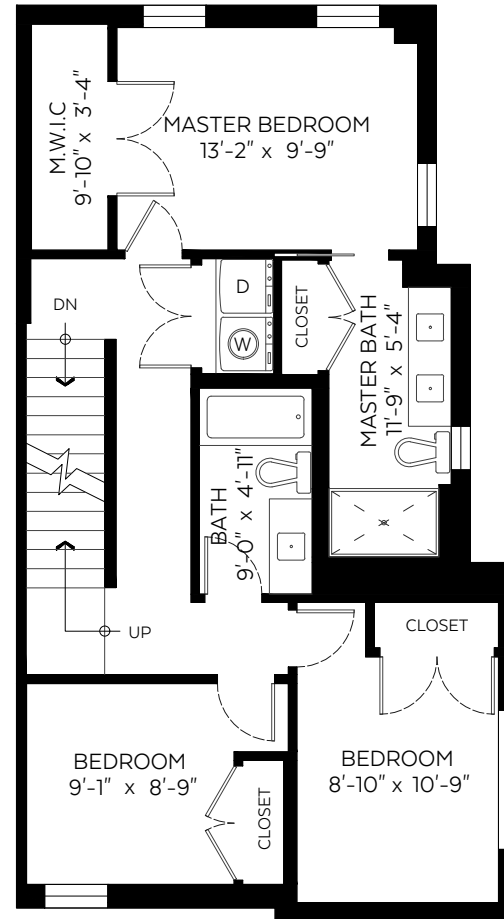 M.W.I.C
9'-10" x 3'-4"
MASTER BEDROOM
13'-2" x 9'-9"
DN
D
W
CLOSET
MASTER BATH
11'-9" x 5'-4"
BATH
9'-0" x 4'-11"
UP
CLOSET
BEDROOM
9'-1" x 8'-9"
CLOSET
BEDROOM
8'-10" x 10'-9"